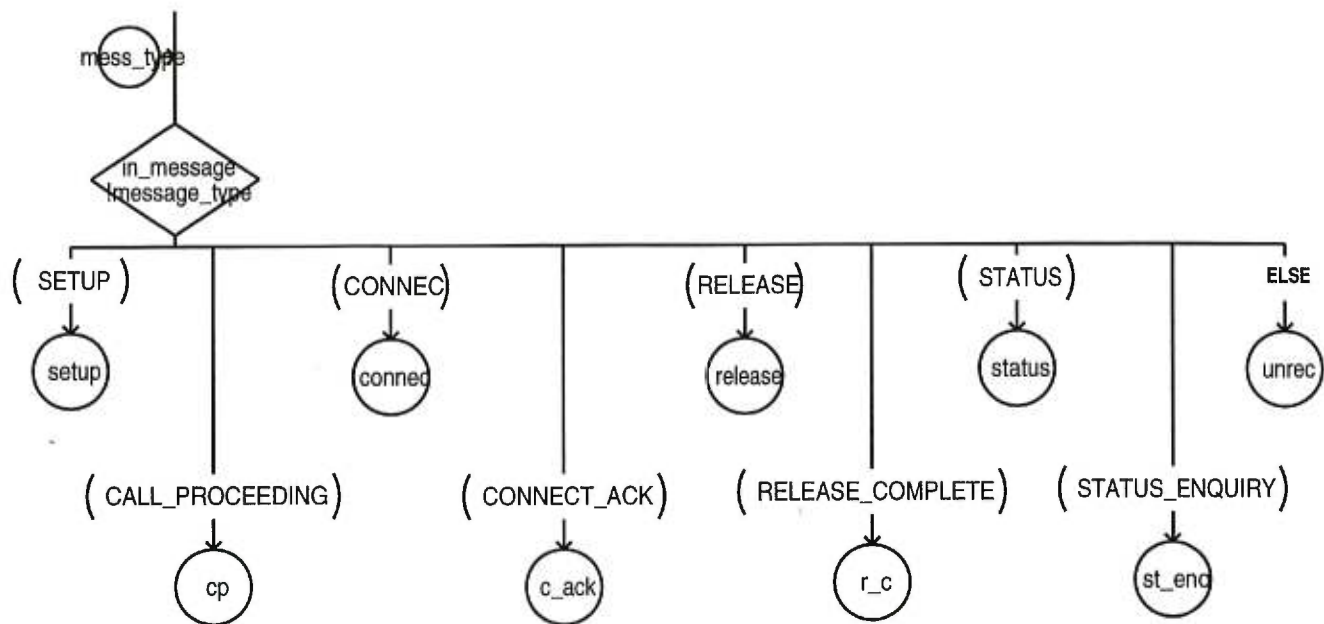 mess_type
in_message
!message_type
( SETUP )
(CONNEC)
(RELEASE)
(STATUS)
ELSE
setup
connec
release
status
unrec
(CALL_PROCEEDING)
(CONNECT_ACK)
(RELEASE_COMPLETE)
(STATUS_ENQUIRY)
cp
c_ack
r_c
st_enq